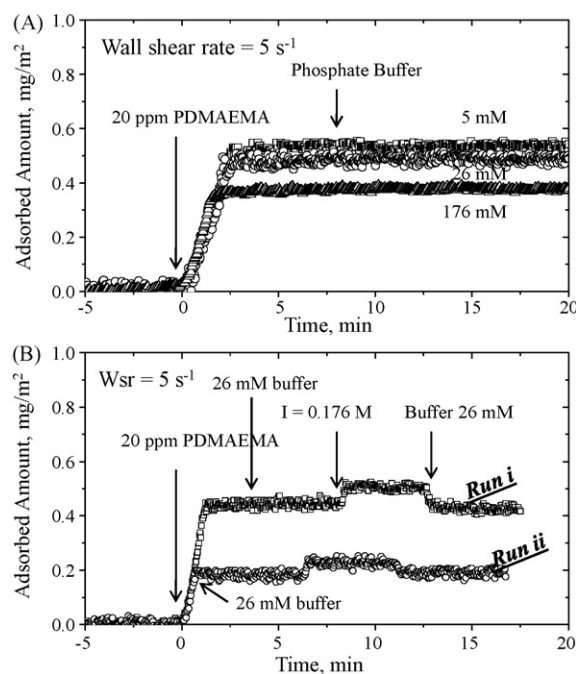 (A)
Wall shear rate = 5 s⁻¹
Phosphate Buffer
20 ppm PDMAEMA
5 mM
26 mM
176 mM
Adsorbed Amount, mg/m²
1.0
0.8
0.6
0.4
0.2
0.0
-5 0 5 10 15 20
Time, min
(B)
Wsr = 5 s⁻¹
26 mM buffer
I = 0.176 M
Buffer 26 mM
20 ppm PDMAEMA
Run i
Run ii
26 mM buffer
Adsorbed Amount, mg/m²
1.0
0.8
0.6
0.4
0.2
0.0
-5 0 5 10 15 20
Time, min